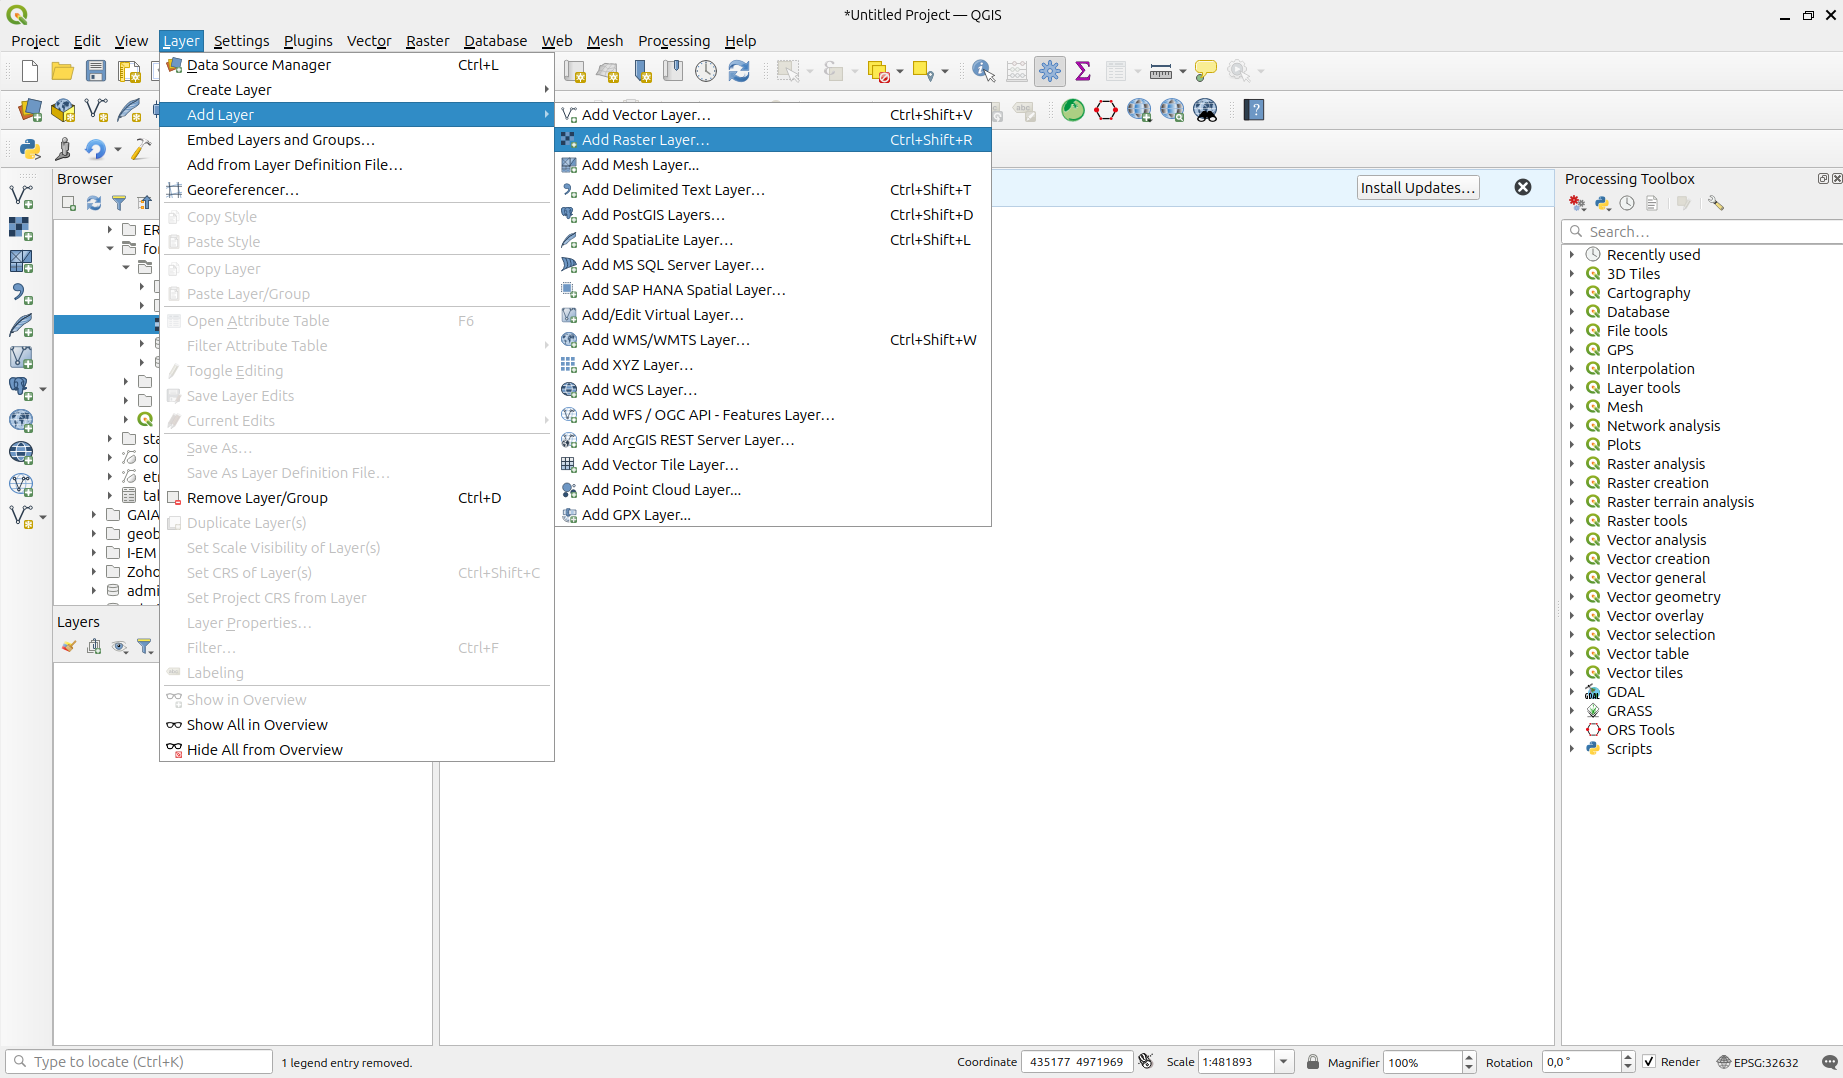 *Untitled Project — QGIS
Project Edit View Layer Settings Plugins Vector Raster Database Web Mesh Processing Help
Data Source Manager Ctrl+L
Create Layer
Add Layer
Embed Layers and Groups…
Add from Layer Definition File…
Georeferencer…
Copy Style
Paste Style
Copy Layer
Paste Layer/Group
Open Attribute Table F6
Filter Attribute Table
Toggle Editing
Save Layer Edits
Current Edits
Save As…
Save As Layer Definition File…
Remove Layer/Group Ctrl+D
Duplicate Layer(s)
Set Scale Visibility of Layer(s)
Set CRS of Layer(s) Ctrl+Shift+C
Set Project CRS from Layer
Layer Properties…
Filter… Ctrl+F
Labeling
Show in Overview
Show All in Overview
Hide All from Overview
Add Vector Layer… Ctrl+Shift+V
Add Raster Layer… Ctrl+Shift+R
Add Mesh Layer...
Add Delimited Text Layer… Ctrl+Shift+T
Add PostGIS Layers… Ctrl+Shift+D
Add SpatiaLite Layer… Ctrl+Shift+L
Add MS SQL Server Layer…
Add SAP HANA Spatial Layer…
Add/Edit Virtual Layer…
Add WMS/WMTS Layer… Ctrl+Shift+W
Add XYZ Layer…
Add WCS Layer…
Add WFS / OGC API - Features Layer…
Add ArcGIS REST Server Layer…
Add Vector Tile Layer…
Add Point Cloud Layer...
Add GPX Layer...
Browser
ER
for
sta
co
etr
tal
GAIA
geob
I-EM
Zoho
admi
Layers
Install Updates…
Processing Toolbox
Search…
Recently used
3D Tiles
Cartography
Database
File tools
GPS
Interpolation
Layer tools
Mesh
Network analysis
Plots
Raster analysis
Raster creation
Raster terrain analysis
Raster tools
Vector analysis
Vector creation
Vector general
Vector geometry
Vector overlay
Vector selection
Vector table
Vector tiles
GDAL
GRASS
ORS Tools
Scripts
Type to locate (Ctrl+K) 1 legend entry removed. Coordinate 435177 4971969 Scale 1:481893 Magnifier 100% Rotation 0,0 ° Render EPSG:32632